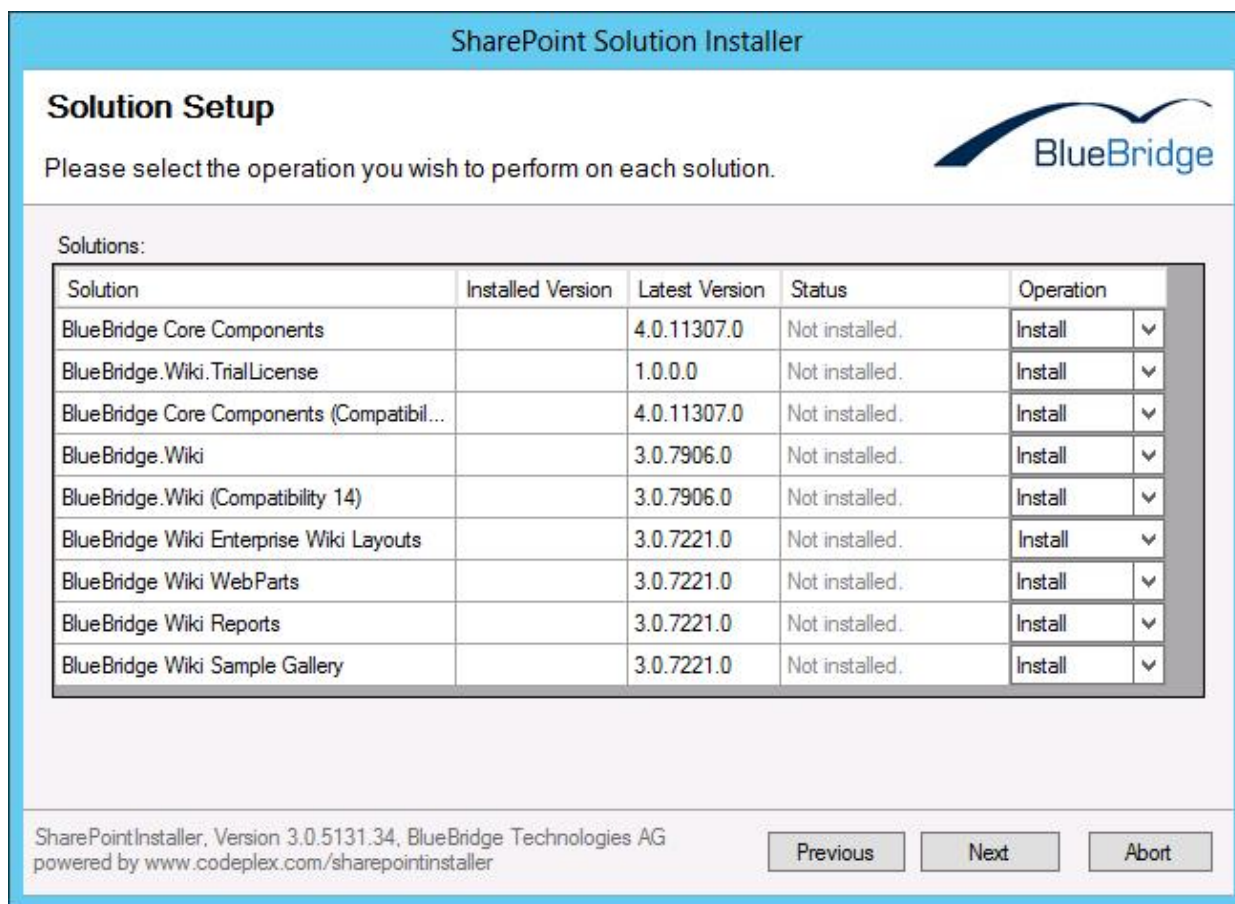 SharePoint Solution Installer
Solution Setup
Please select the operation you wish to perform on each solution.
BlueBridge
Solutions:
Solution Installed Version Latest Version Status Operation
BlueBridge Core Components 4.0.11307.0 Not installed. Install
BlueBridge.Wiki.TrialLicense 1.0.0.0 Not installed. Install
BlueBridge Core Components (Compatibil... 4.0.11307.0 Not installed. Install
BlueBridge.Wiki 3.0.7906.0 Not installed. Install
BlueBridge.Wiki (Compatibility 14) 3.0.7906.0 Not installed. Install
BlueBridge Wiki Enterprise Wiki Layouts 3.0.7221.0 Not installed. Install
BlueBridge Wiki WebParts 3.0.7221.0 Not installed. Install
BlueBridge Wiki Reports 3.0.7221.0 Not installed. Install
BlueBridge Wiki Sample Gallery 3.0.7221.0 Not installed. Install
SharePointInstaller, Version 3.0.5131.34, BlueBridge Technologies AG
powered by www.codeplex.com/sharepointinstaller
Previous Next Abort